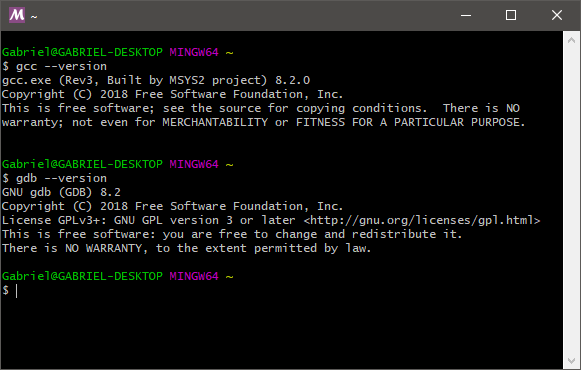 M ~
Gabriel@GABRIEL-DESKTOP MINGW64 ~
$ gcc --version
gcc.exe (Rev3, Built by MSYS2 project) 8.2.0
Copyright (C) 2018 Free Software Foundation, Inc.
This is free software; see the source for copying conditions.  There is NO
warranty; not even for MERCHANTABILITY or FITNESS FOR A PARTICULAR PURPOSE.
Gabriel@GABRIEL-DESKTOP MINGW64 ~
$ gdb --version
GNU gdb (GDB) 8.2
Copyright (C) 2018 Free Software Foundation, Inc.
License GPLv3+: GNU GPL version 3 or later <http://gnu.org/licenses/gpl.html>
This is free software: you are free to change and redistribute it.
There is NO WARRANTY, to the extent permitted by law.
Gabriel@GABRIEL-DESKTOP MINGW64 ~
$